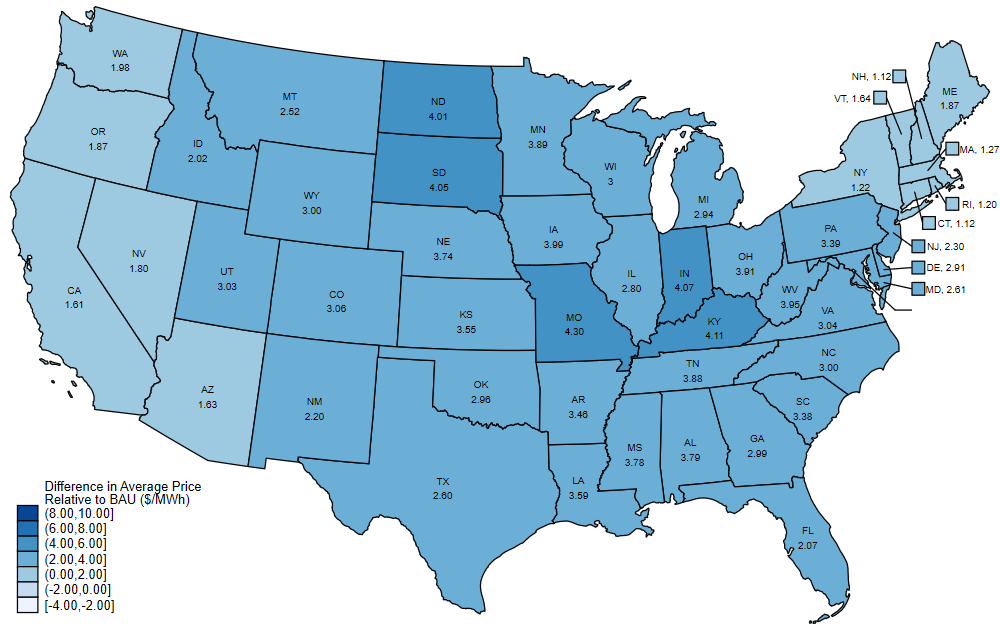 WA
1.98
OR
1.87
CA
1.61
NV
1.80
ID
2.02
MT
2.52
WY
3.00
UT
3.03
CO
3.06
AZ
1.63
NM
2.20
ND
4.01
SD
4.05
NE
3.74
KS
3.55
OK
2.96
TX
2.60
MN
3.89
IA
3.99
MO
4.30
AR
3.46
LA
3.59
WI
3
IL
2.80
MI
2.94
IN
4.07
OH
3.91
KY
4.11
TN
3.88
MS
3.78
AL
3.79
GA
2.99
FL
2.07
SC
3.38
NC
3.00
VA
3.04
WV
3.95
PA
3.39
NY
1.22
ME
1.87
NH, 1.12
VT, 1.64
MA, 1.27
RI, 1.20
CT, 1.12
NJ, 2.30
DE, 2.91
MD, 2.61
Difference in Average Price
Relative to BAU ($/MWh)
(8.00,10.00]
(6.00,8.00]
(4.00,6.00]
(2.00,4.00]
(0.00,2.00]
(-2.00,0.00]
[-4.00,-2.00]